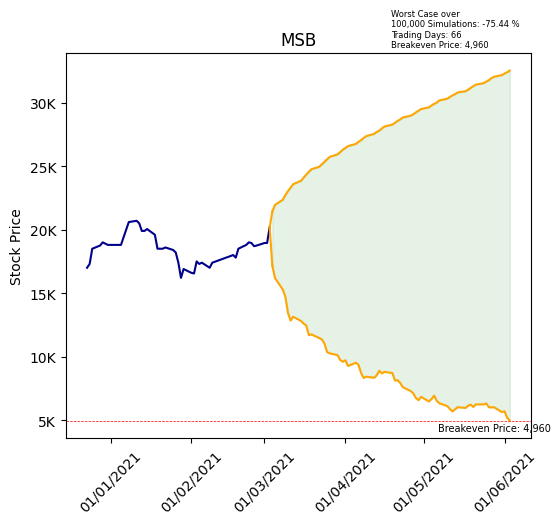 Worst Case over
100,000 Simulations: -75.44 %
Trading Days: 66
Breakeven Price: 4,960
MSB
Stock Price
30K
25K
20K
15K
10K
5K
Breakeven Price: 4,960
01/01/2021
01/02/2021
01/03/2021
01/04/2021
01/05/2021
01/06/2021